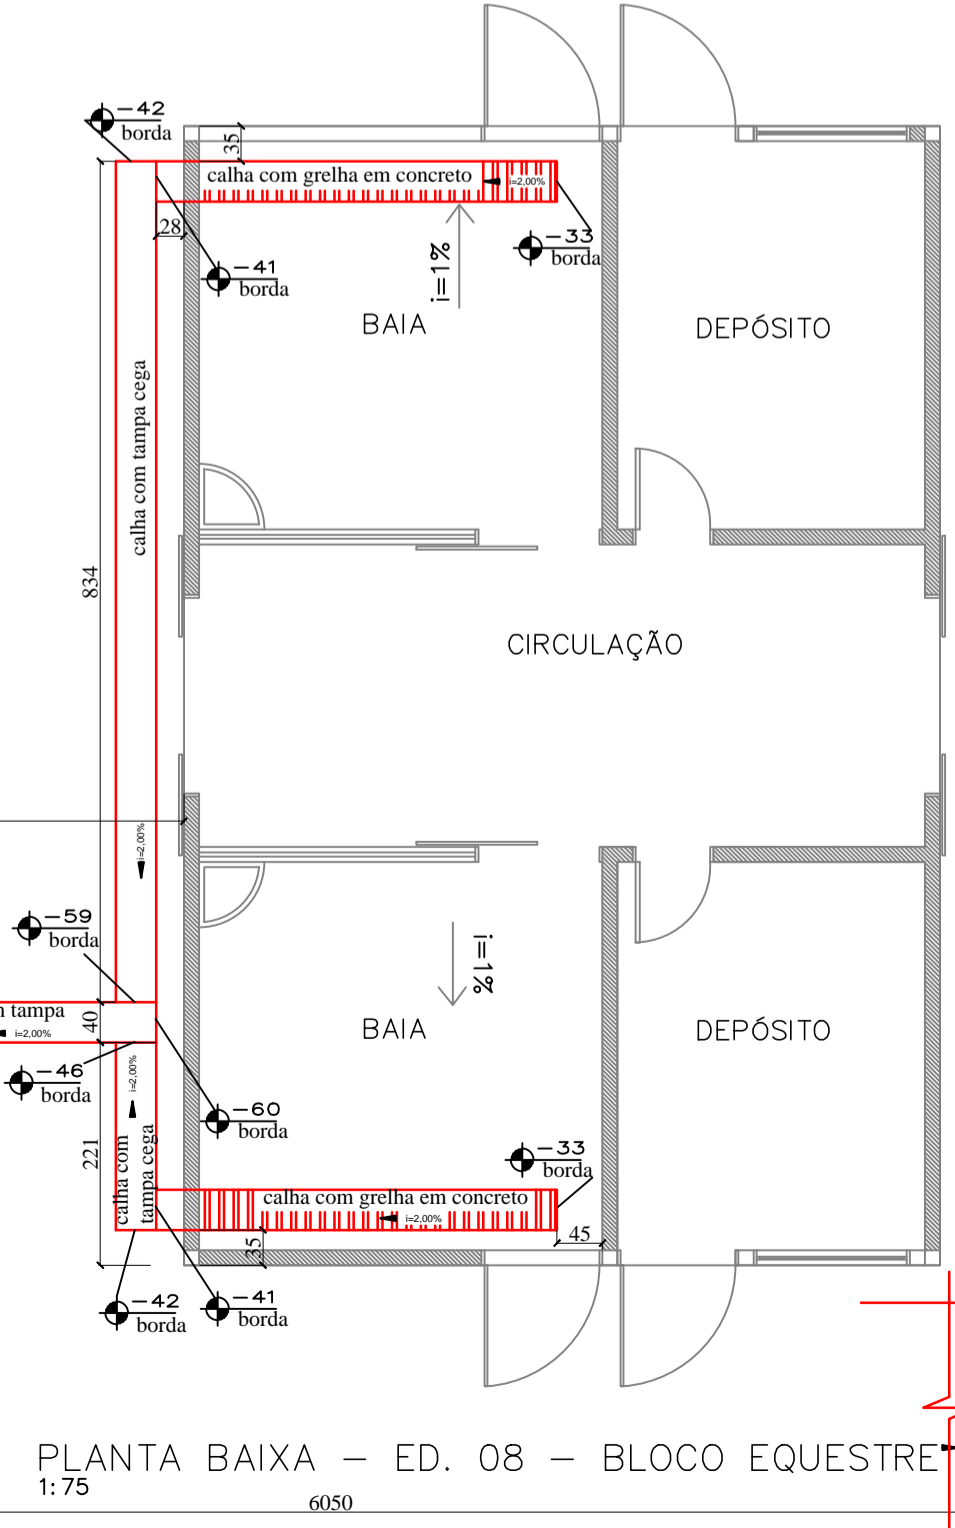 -42
borda
35
calha com grelha em concreto
i=2,00%
28
-33
borda
-41
borda
i=1%
BAIA
DEPÓSITO
calha com tampa cega
834
CIRCULAÇÃO
i=2,00%
-59
borda
i=1%
tampa
i=2,00%
40
BAIA
DEPÓSITO
-46
borda
i=2,00%
-60
borda
221
calha com
tampa cega
-33
borda
calha com grelha em concreto
i=2,00%
35
45
-42
borda
-41
borda
PLANTA BAIXA - ED. 08 - BLOCO EQUESTRE
1:75
6050